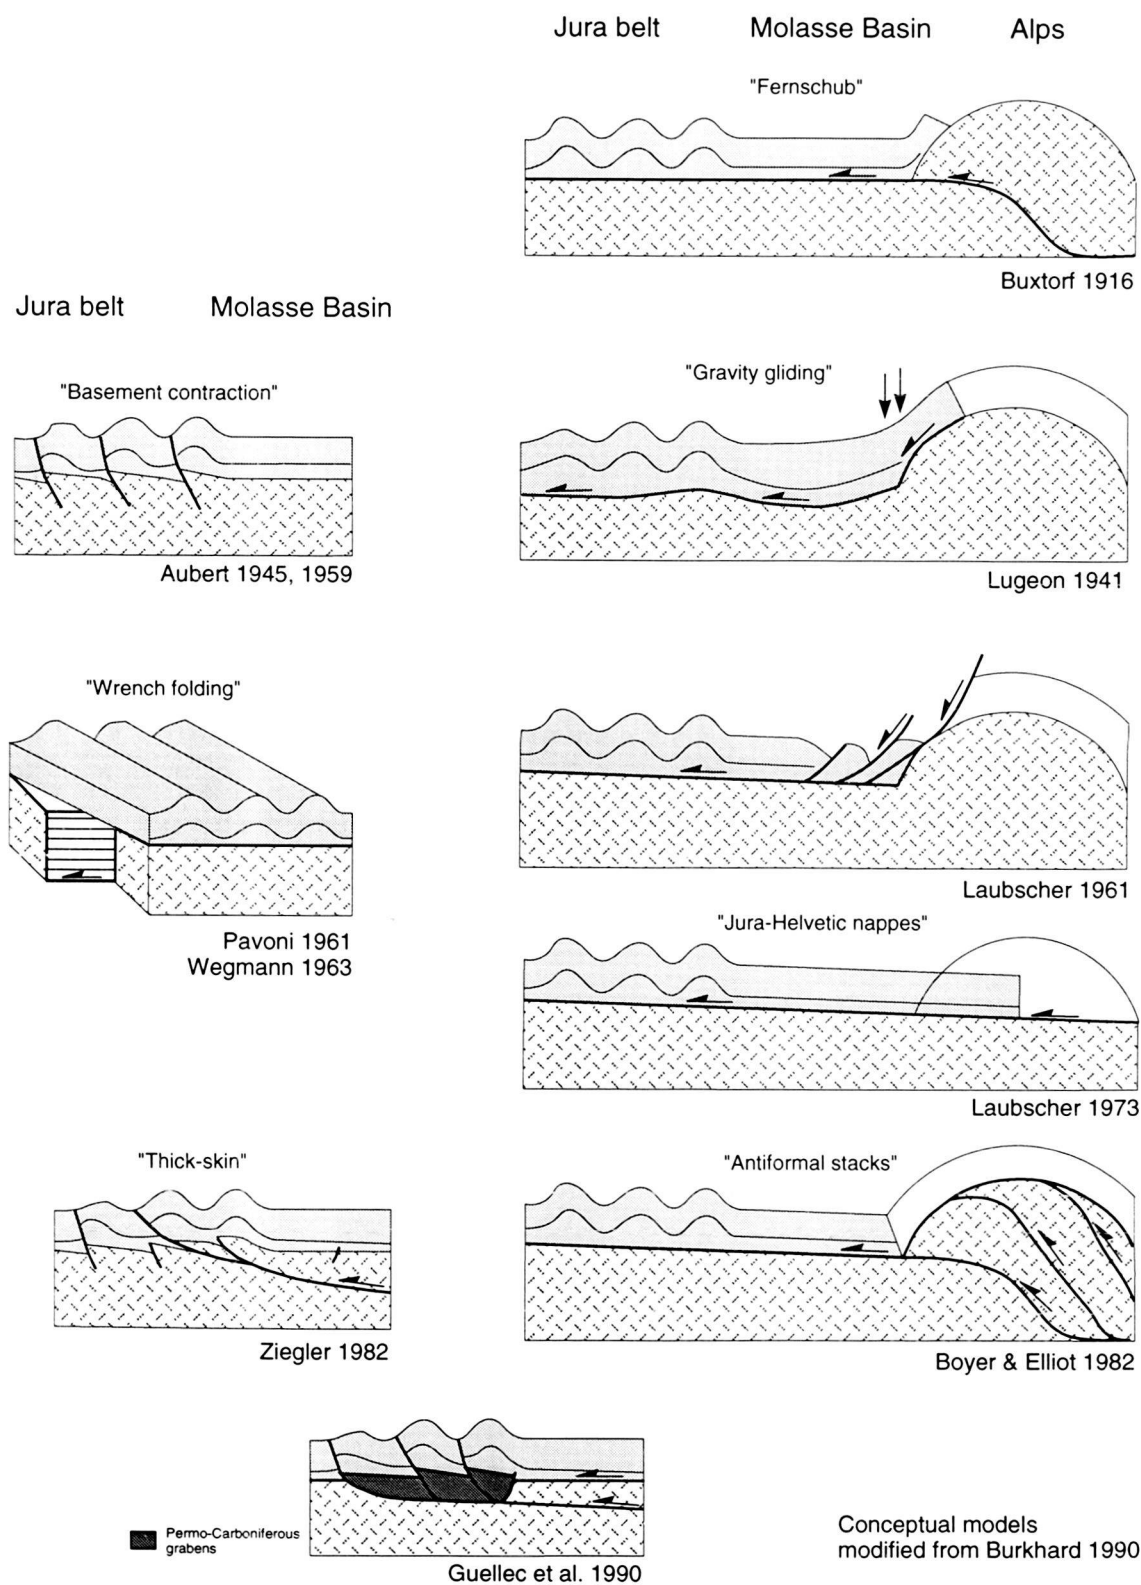 Jura belt Molasse Basin Alps
"Fernschub"
Buxtorf 1916
Jura belt Molasse Basin
"Basement contraction"
Aubert 1945, 1959
"Gravity gliding"
Lugeon 1941
"Wrench folding"
Pavoni 1961
Wegmann 1963
Laubscher 1961
"Jura-Helvetic nappes"
Laubscher 1973
"Thick-skin"
Ziegler 1982
"Antiformal stacks"
Boyer & Elliot 1982
Permo-Carboniferous
grabens
Guellec et al. 1990
Conceptual models
modified from Burkhard 1990